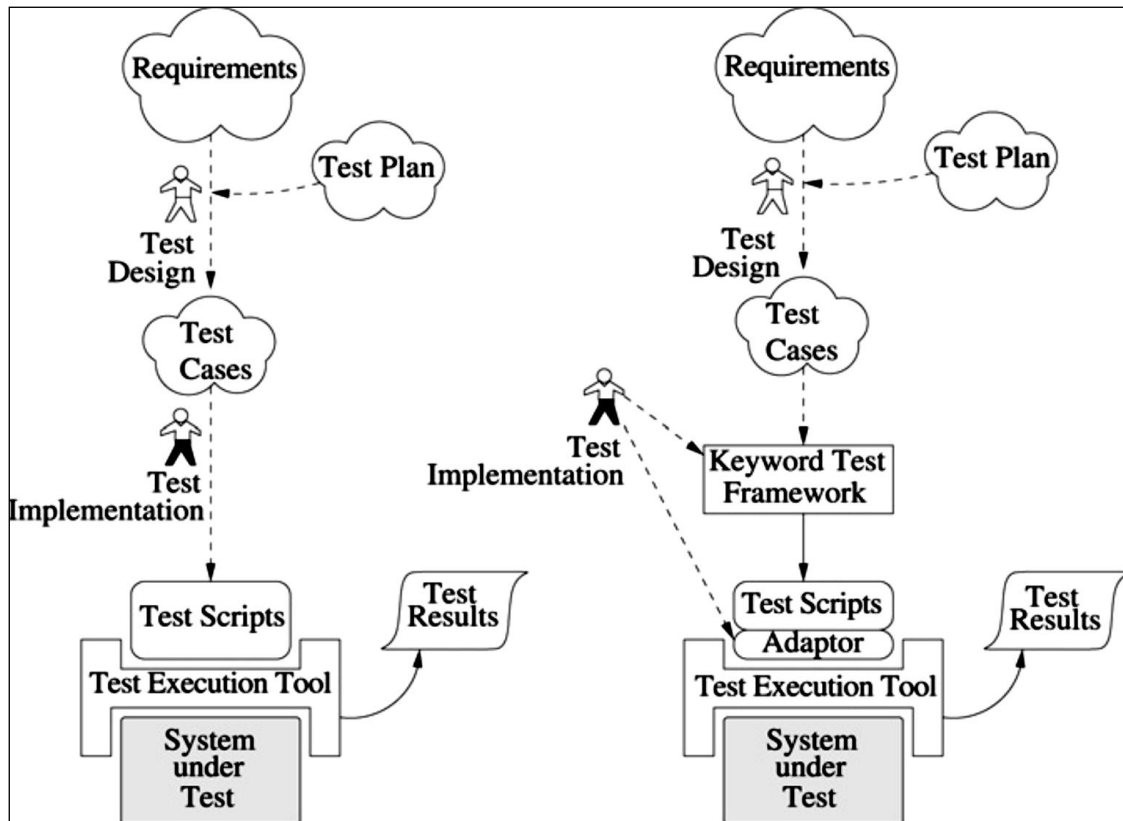 Requirements
Test Plan
Test
Design
Test
Cases
Test
Implementation
Test Scripts
Test
Results
Test Execution Tool
System
under
Test
Requirements
Test Plan
Test
Design
Test
Cases
Test
Implementation
Keyword Test
Framework
Test Scripts
Adaptor
Test
Results
Test Execution Tool
System
under
Test